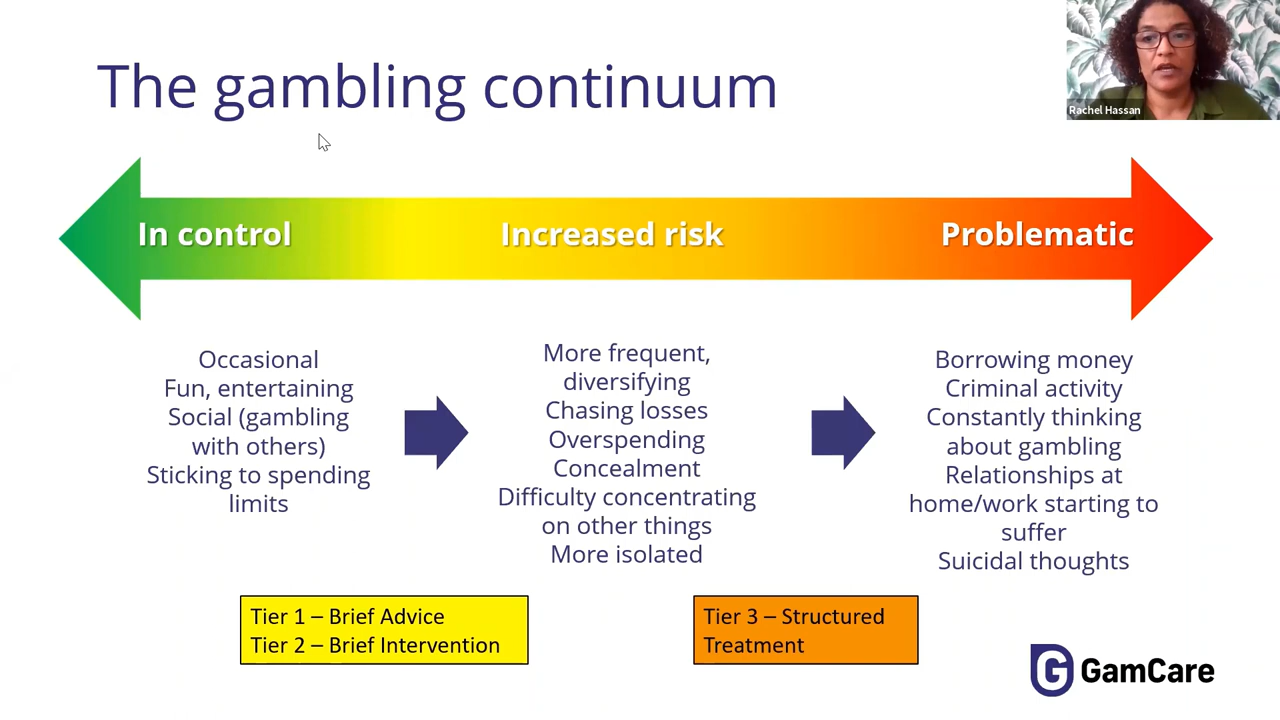 The gambling continuum
Rachel Hassan
In control
Increased risk
Problematic
Occasional
Fun, entertaining
Social (gambling
with others)
Sticking to spending
limits
More frequent,
diversifying
Chasing losses
Overspending
Concealment
Difficulty concentrating
on other things
More isolated
Borrowing money
Criminal activity
Constantly thinking
about gambling
Relationships at
home/work starting to
suffer
Suicidal thoughts
Tier 1 – Brief Advice
Tier 2 – Brief Intervention
Tier 3 – Structured
Treatment
GamCare